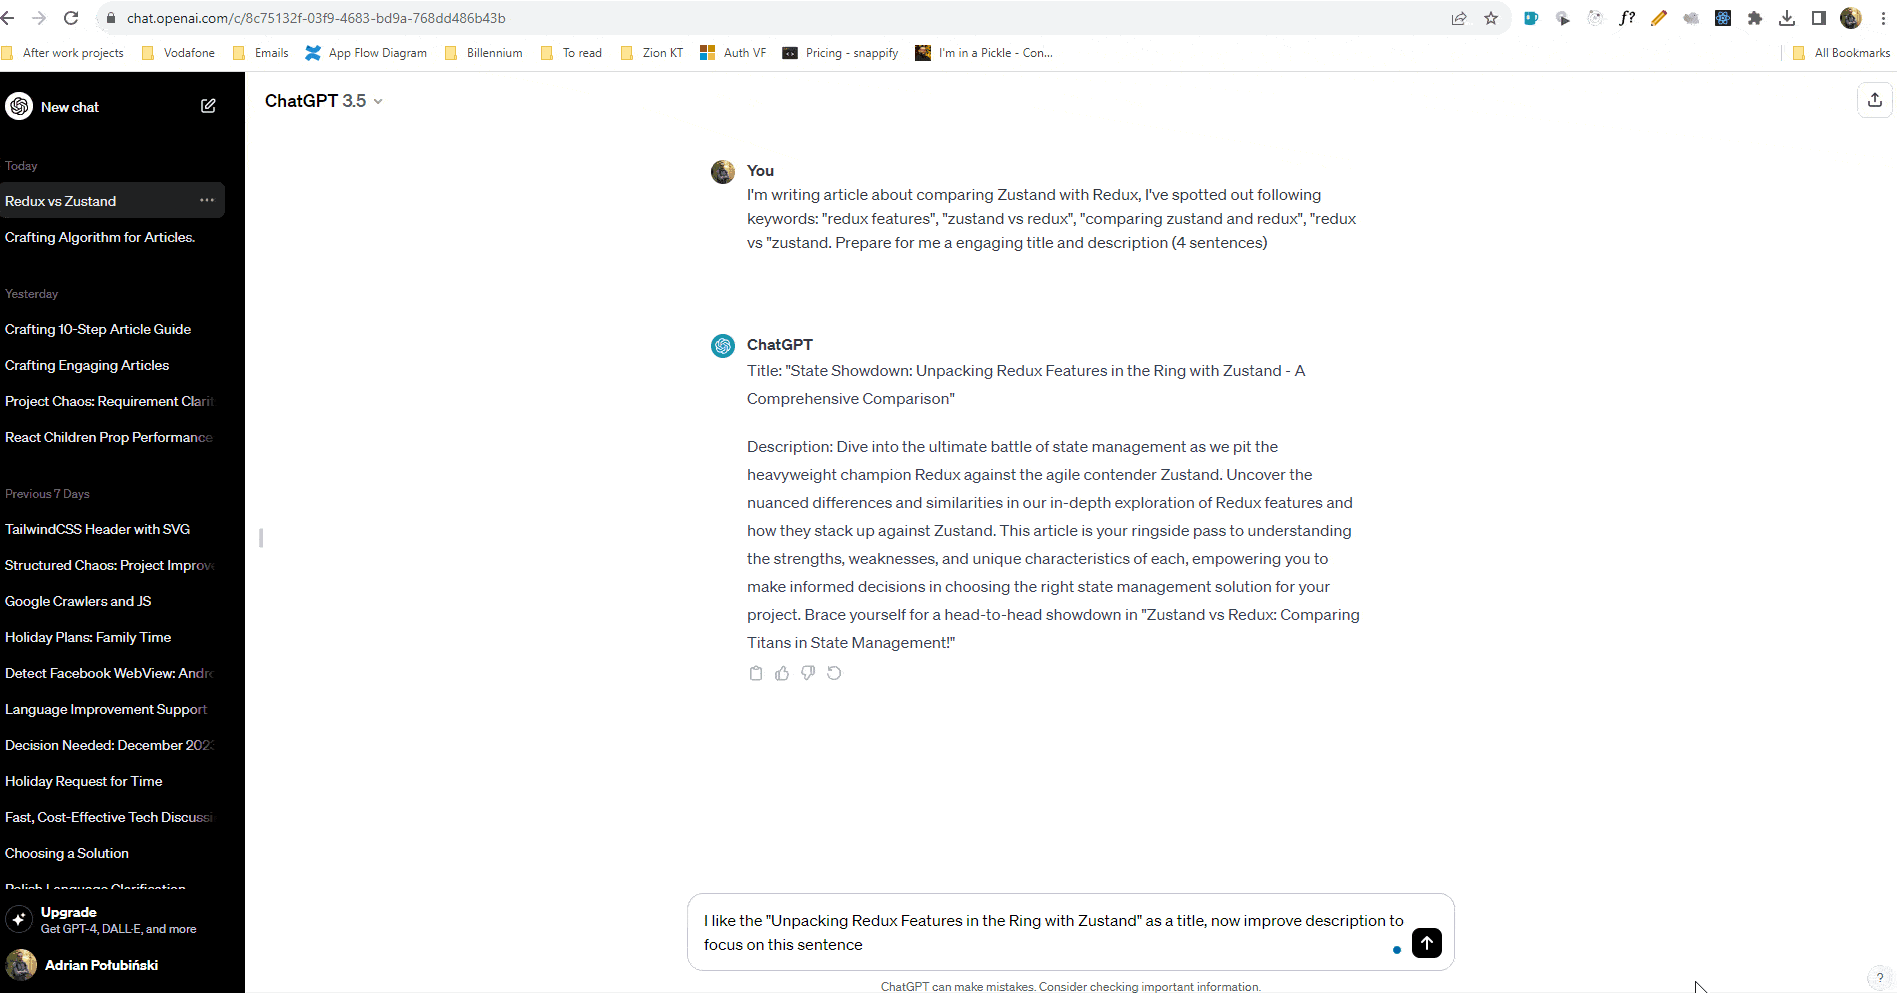 chat.openai.com/c/8c75132f-03f9-4683-bd9a-768dd486b43b
f?
After work projects
Vodafone
Emails
App Flow Diagram
Billennium
To read
Zion KT
Auth VF
Pricing - snappify
I'm in a Pickle - Con...
All Bookmarks
New chat
Today
Redux vs Zustand
Crafting Algorithm for Articles.
Yesterday
Crafting 10-Step Article Guide
Crafting Engaging Articles
Project Chaos: Requirement Clarit
React Children Prop Performance
Previous 7 Days
TailwindCSS Header with SVG
Structured Chaos: Project Improve
Google Crawlers and JS
Holiday Plans: Family Time
Detect Facebook WebView: Andro
Language Improvement Support
Decision Needed: December 2023
Holiday Request for Time
Fast, Cost-Effective Tech Discussi
Choosing a Solution
Polish Language Clarification
Upgrade
Get GPT-4, DALL·E, and more
Adrian Połubiński
ChatGPT 3.5
You
I'm writing article about comparing Zustand with Redux, I've spotted out following
keywords: "redux features", "zustand vs redux", "comparing zustand and redux", "redux
vs "zustand. Prepare for me a engaging title and description (4 sentences)
ChatGPT
Title: "State Showdown: Unpacking Redux Features in the Ring with Zustand - A
Comprehensive Comparison"
Description: Dive into the ultimate battle of state management as we pit the
heavyweight champion Redux against the agile contender Zustand. Uncover the
nuanced differences and similarities in our in-depth exploration of Redux features and
how they stack up against Zustand. This article is your ringside pass to understanding
the strengths, weaknesses, and unique characteristics of each, empowering you to
make informed decisions in choosing the right state management solution for your
project. Brace yourself for a head-to-head showdown in "Zustand vs Redux: Comparing
Titans in State Management!"
I like the "Unpacking Redux Features in the Ring with Zustand" as a title, now improve description to
focus on this sentence
ChatGPT can make mistakes. Consider checking important information.
?